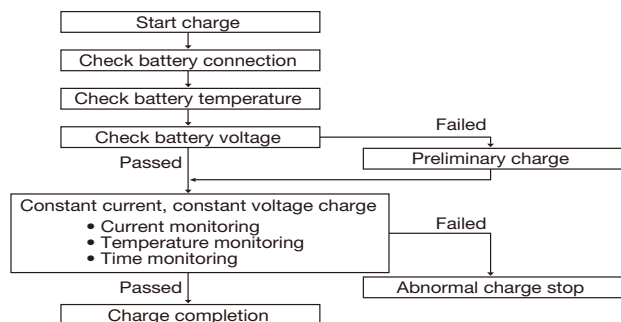 Start charge
Check battery connection
Check battery temperature
Check battery voltage
Failed
Passed
Preliminary charge
Constant current, constant voltage charge
• Current monitoring
• Temperature monitoring
• Time monitoring
Failed
Passed
Abnormal charge stop
Charge completion